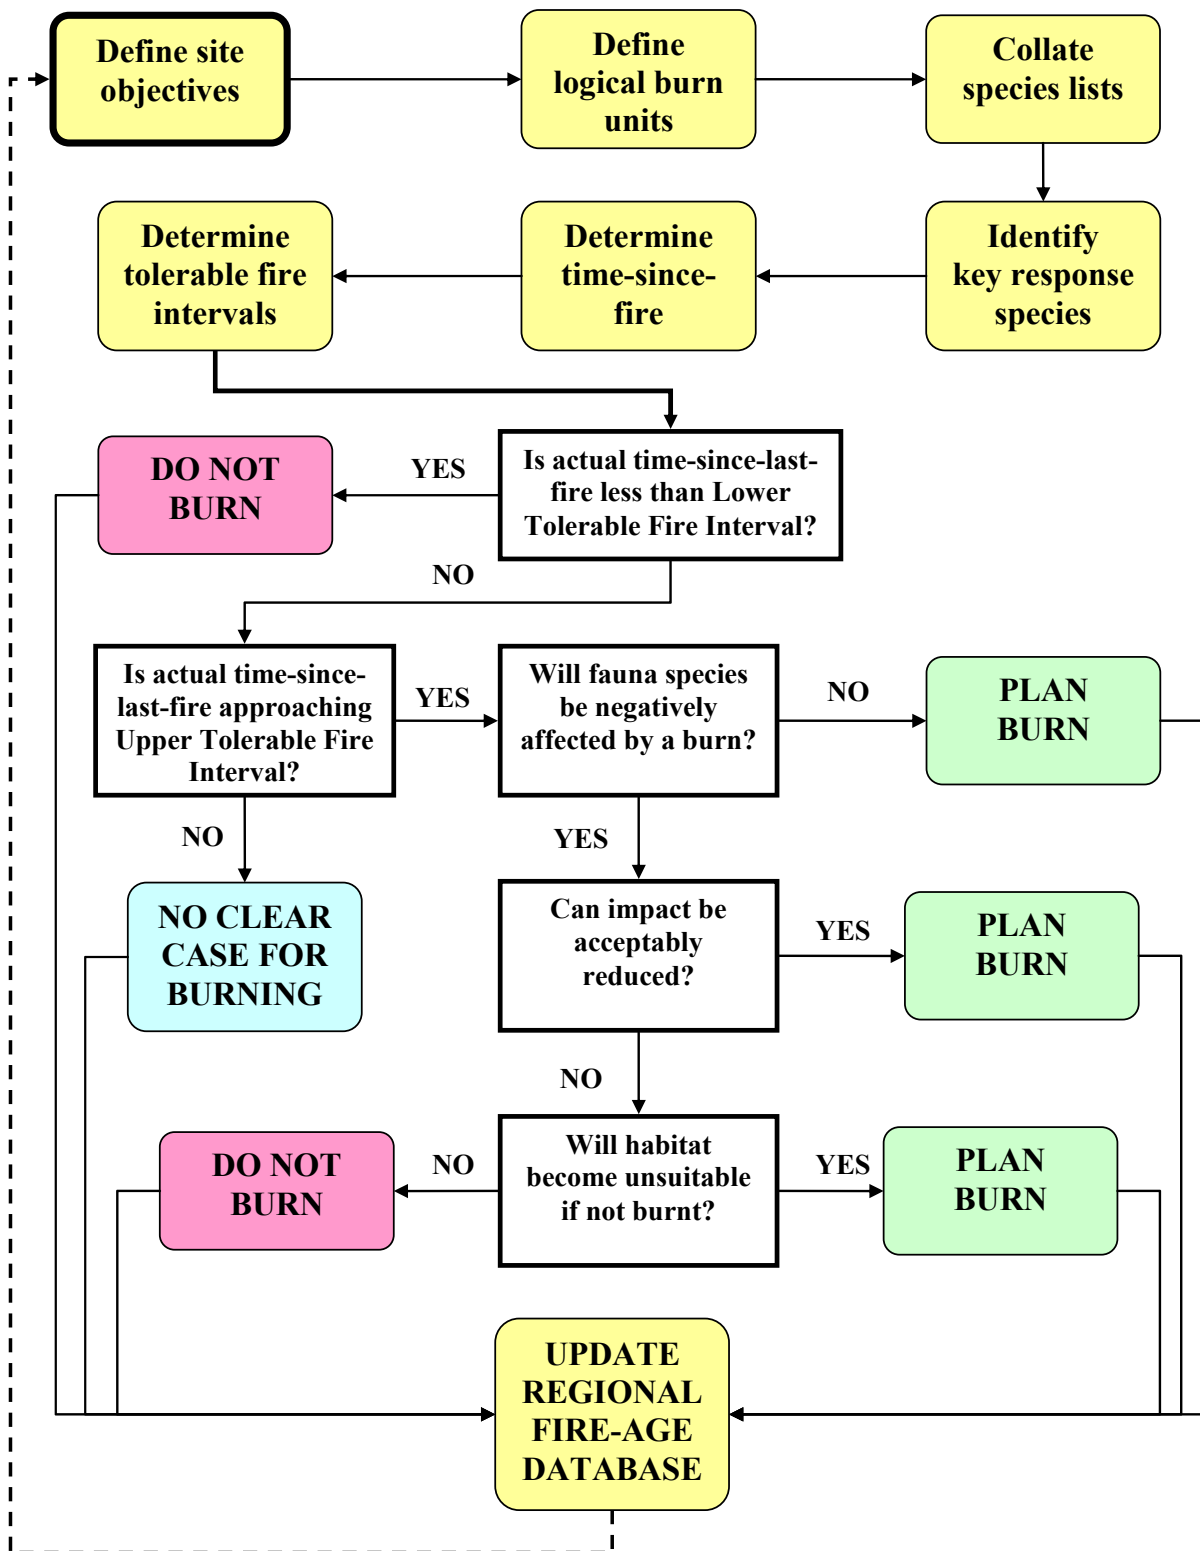 Define site
objectives
Define
logical burn
units
Collate
species lists
Determine
tolerable fire
intervals
Determine
time-since-
fire
Identify
key response
species
DO NOT
BURN
YES
Is actual time-since-last-
fire less than Lower
Tolerable Fire Interval?
NO
Is actual time-since-
last-fire approaching
Upper Tolerable Fire
Interval?
YES
Will fauna species
be negatively
affected by a burn?
NO
PLAN
BURN
NO
YES
NO CLEAR
CASE FOR
BURNING
Can impact be
acceptably
reduced?
YES
PLAN
BURN
NO
DO NOT
BURN
NO
Will habitat
become unsuitable
if not burnt?
YES
PLAN
BURN
UPDATE
REGIONAL
FIRE-AGE
DATABASE